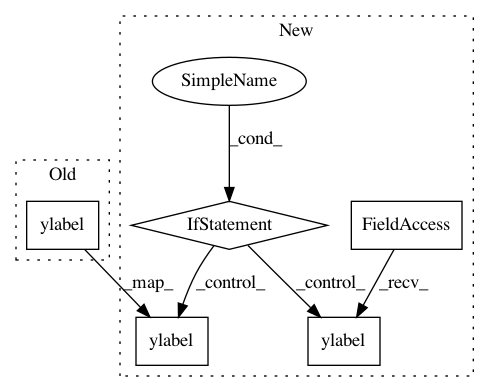 New
SimpleName
_cond_
Old
ylabel
IfStatement
FieldAccess
_map_
_control_
_control_
_recv_
ylabel
ylabel